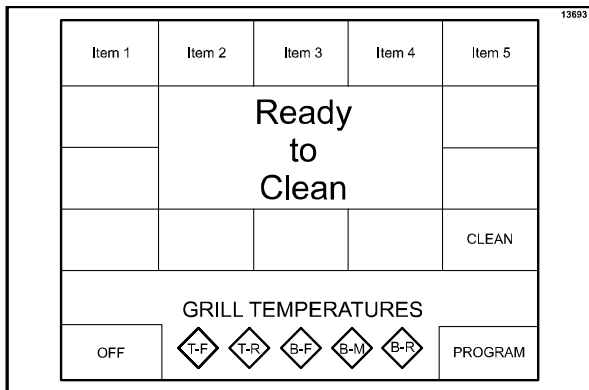 13693
Item 1 Item 2 Item 3 Item 4 Item 5
Ready
to
Clean
CLEAN
GRILL TEMPERATURES
OFF T-F T-R B-F B-M B-R PROGRAM